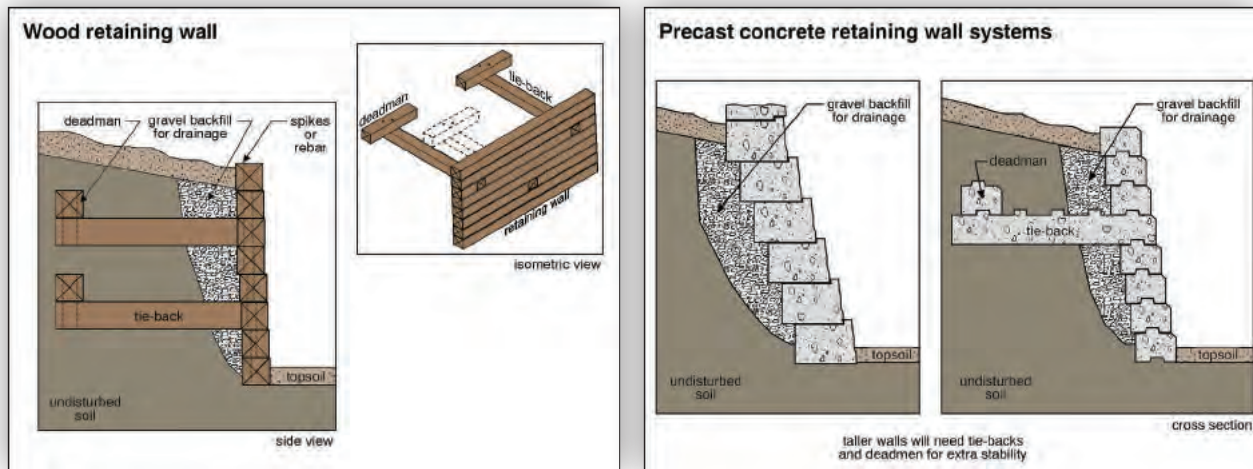 Wood retaining wall
deadman
gravel backfill
for drainage
spikes
or
rebar
tie-back
topsoil
undisturbed
soil
side view
deadman
tie-back
retaining wall
isometric view
Precast concrete retaining wall systems
gravel backfill
for drainage
topsoil
undisturbed
soil
gravel backfill
for drainage
deadman
tie-back
topsoil
undisturbed
soil
cross section
taller walls will need tie-backs
and deadmen for extra stability